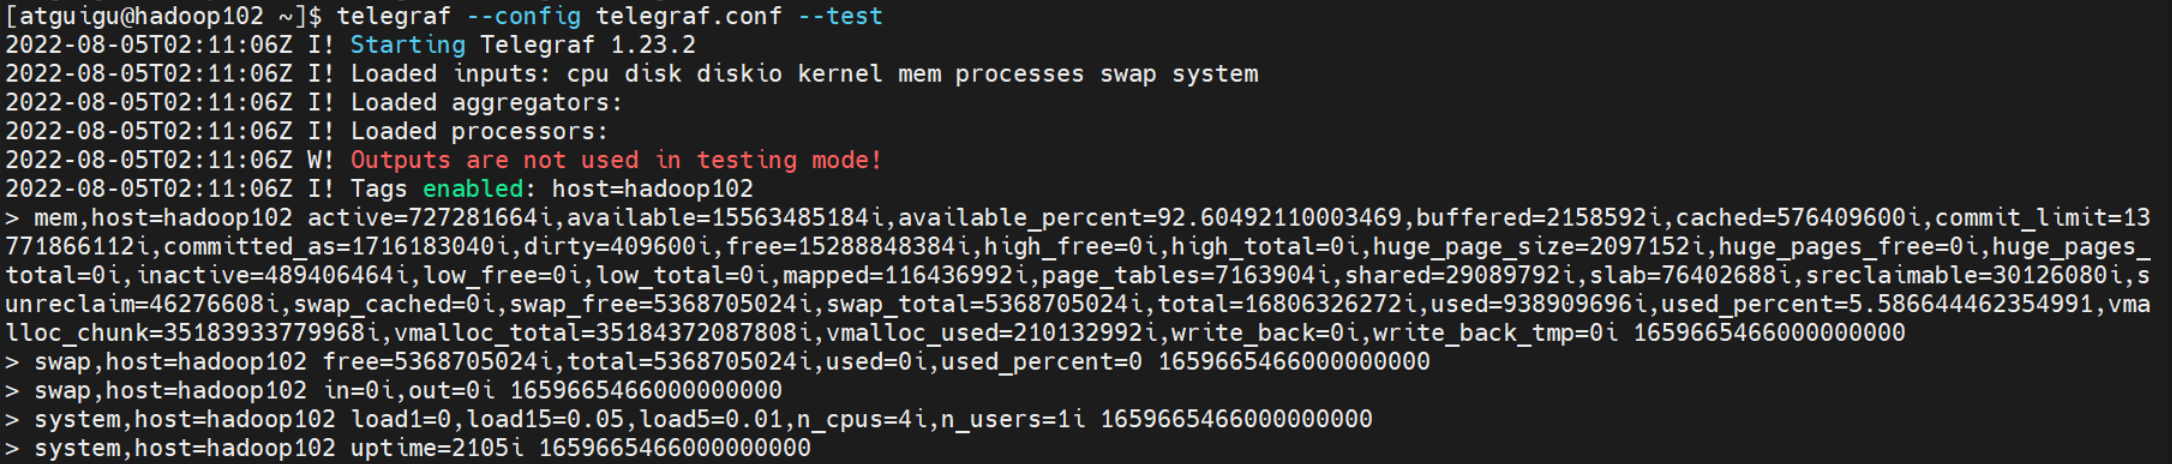 [atguigu@hadoop102 ~]$ telegraf --config telegraf.conf --test
2022-08-05T02:11:06Z I! Starting Telegraf 1.23.2
2022-08-05T02:11:06Z I! Loaded inputs: cpu disk diskio kernel mem processes swap system
2022-08-05T02:11:06Z I! Loaded aggregators:
2022-08-05T02:11:06Z I! Loaded processors:
2022-08-05T02:11:06Z W! Outputs are not used in testing mode!
2022-08-05T02:11:06Z I! Tags enabled: host=hadoop102
> mem,host=hadoop102 active=727281664i,available=15563485184i,available_percent=92.60492110003469,buffered=2158592i,cached=576409600i,commit_limit=13
771866112i,committed_as=1716183040i,dirty=409600i,free=15288848384i,high_free=0i,high_total=0i,huge_page_size=2097152i,huge_pages_free=0i,huge_pages_
total=0i,inactive=489406464i,low_free=0i,low_total=0i,mapped=116436992i,page_tables=7163904i,shared=29089792i,slab=76402688i,sreclaimable=30126080i,s
unreclaim=46276608i,swap_cached=0i,swap_free=5368705024i,swap_total=5368705024i,total=16806326272i,used=938909696i,used_percent=5.586644462354991,vma
lloc_chunk=35183933779968i,vmalloc_total=35184372087808i,vmalloc_used=210132992i,write_back=0i,write_back_tmp=0i 1659665466000000000
> swap,host=hadoop102 free=5368705024i,total=5368705024i,used=0i,used_percent=0 1659665466000000000
> swap,host=hadoop102 in=0i,out=0i 1659665466000000000
> system,host=hadoop102 load1=0,load15=0.05,load5=0.01,n_cpus=4i,n_users=1i 1659665466000000000
> system,host=hadoop102 uptime=2105i 1659665466000000000